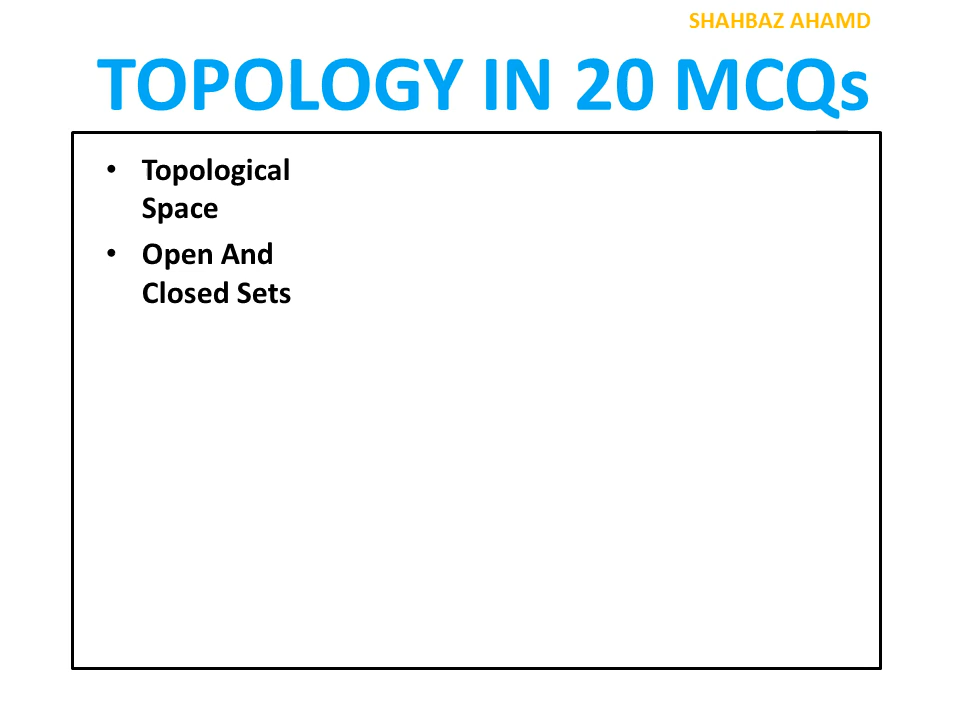 SHAHBAZ AHAMD
TOPOLOGY IN 20 MCQs
• Topological
Space
• Open And
Closed Sets